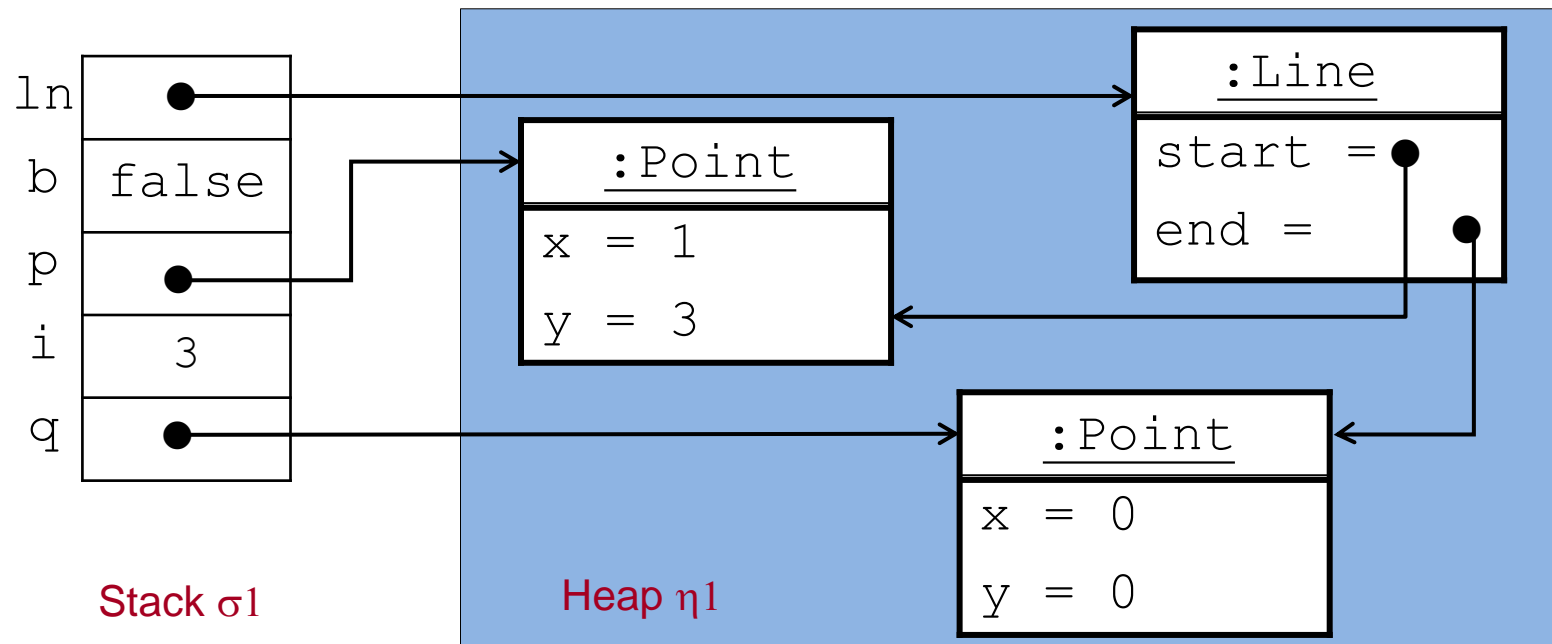 ln
b false
p
i 3
q
Stack σ1
:Point
x = 1
y = 3
:Line
start =
end =
:Point
x = 0
y = 0
Heap η1